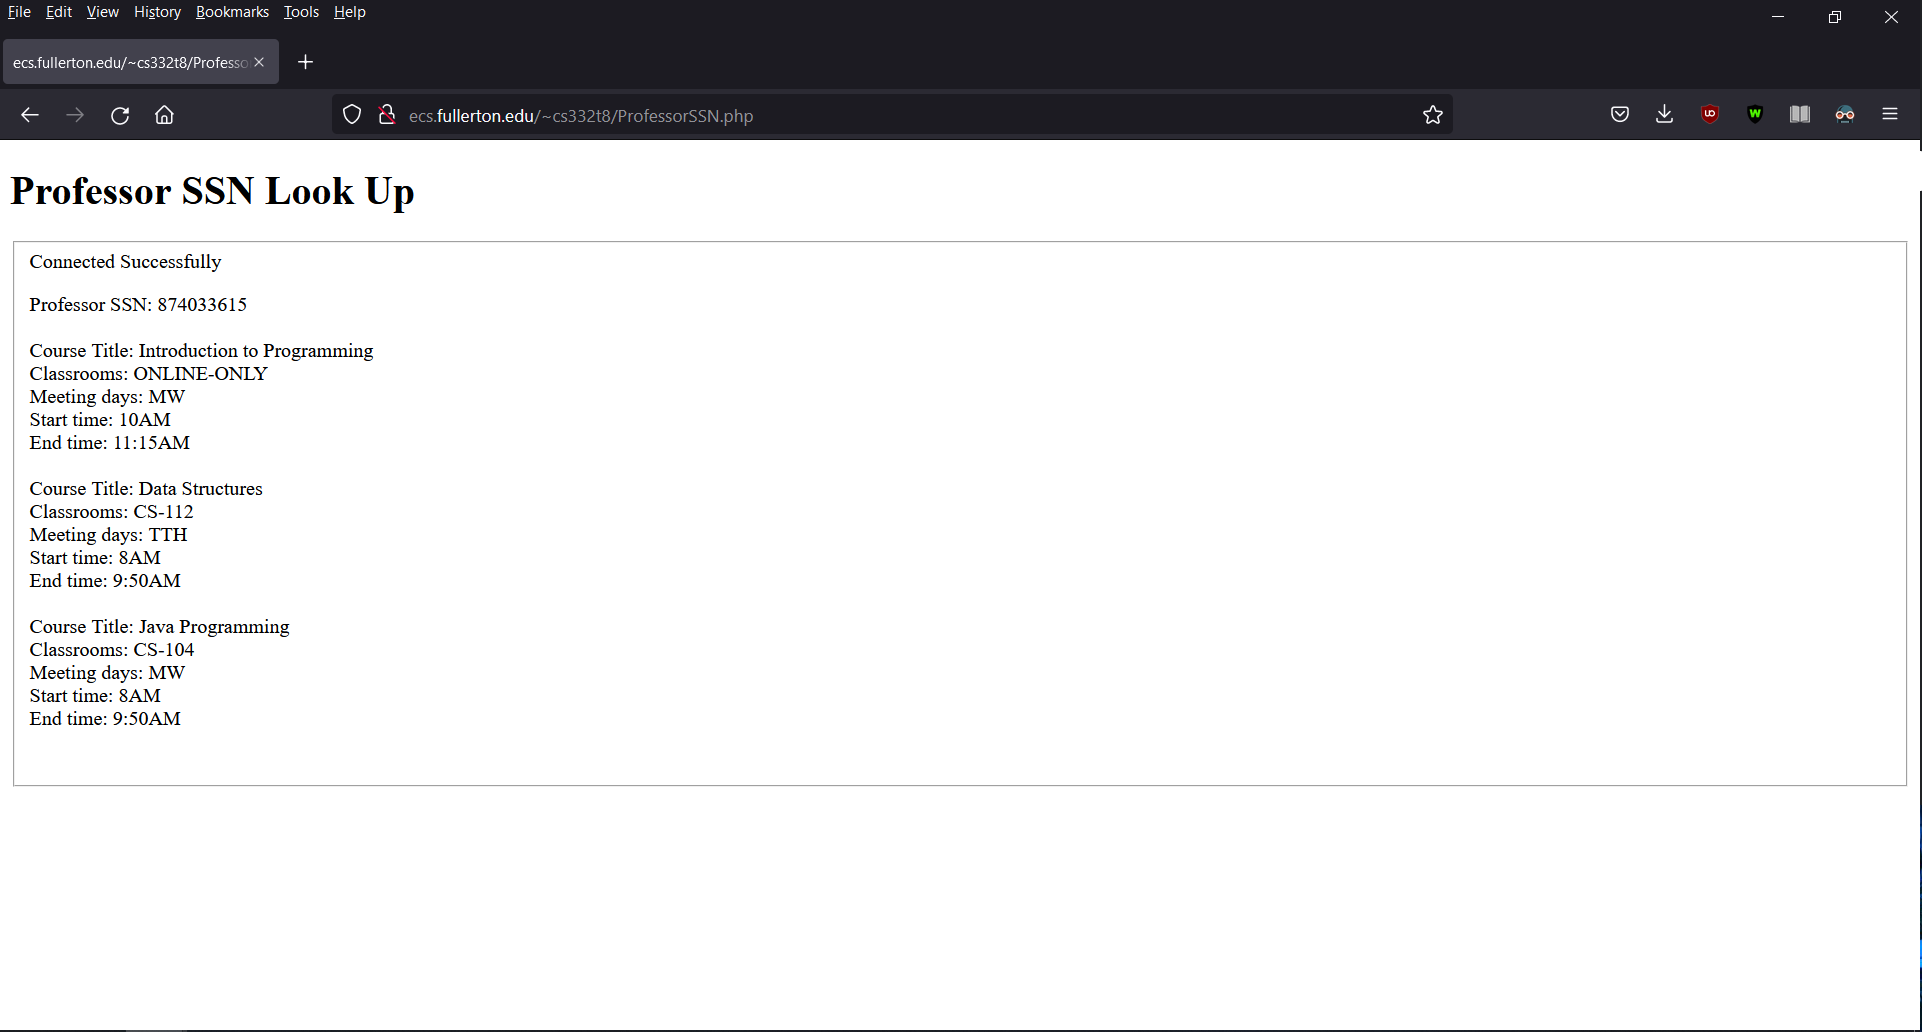 File Edit View History Bookmarks Tools Help
ecs.fullerton.edu/~cs332t8/Professo
ecs.fullerton.edu/~cs332t8/ProfessorSSN.php
Professor SSN Look Up
Connected Successfully
Professor SSN: 874033615
Course Title: Introduction to Programming
Classrooms: ONLINE-ONLY
Meeting days: MW
Start time: 10AM
End time: 11:15AM
Course Title: Data Structures
Classrooms: CS-112
Meeting days: TTH
Start time: 8AM
End time: 9:50AM
Course Title: Java Programming
Classrooms: CS-104
Meeting days: MW
Start time: 8AM
End time: 9:50AM